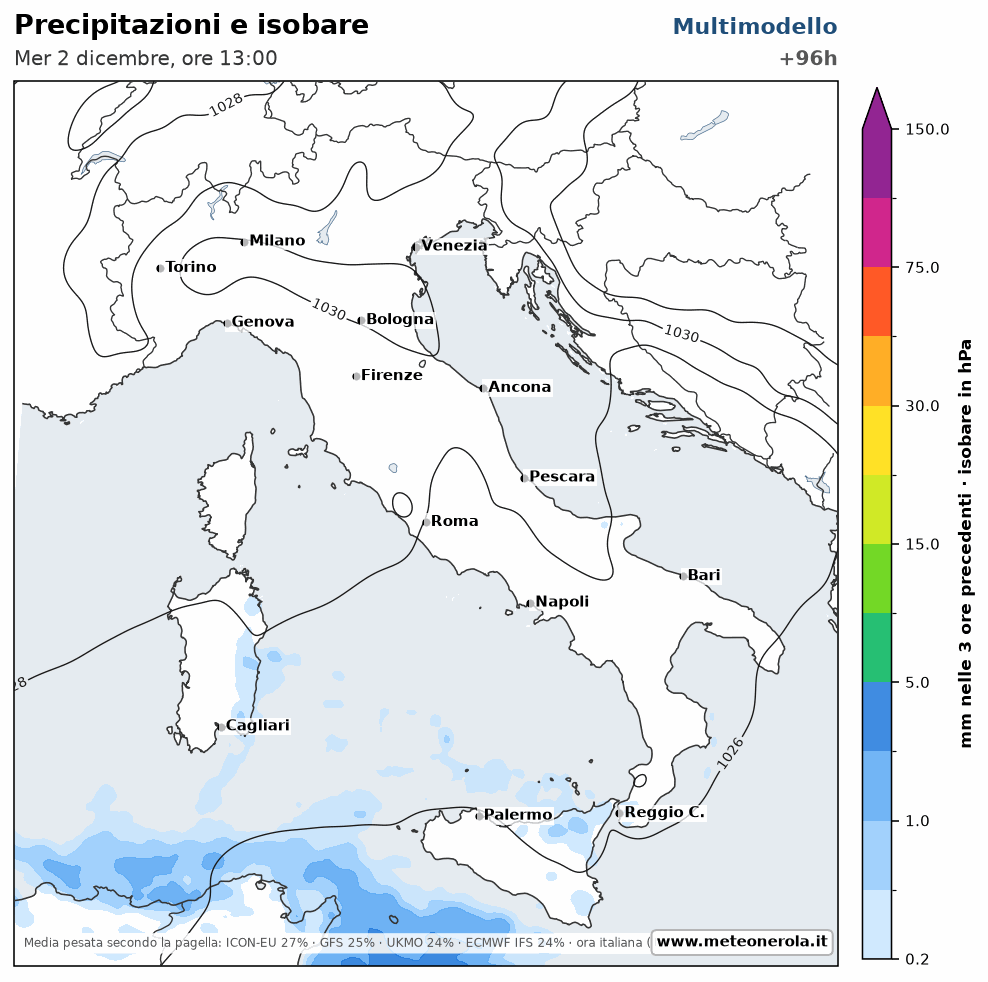 Precipitazioni e isobare
Multimodello
Mer 2 dicembre, ore 13:00
+96h
1028
150.0
Milano
Venezia
Torino
75.0
1030
Bologna
Genova
1030
Firenze
Ancona
30.0
Pescara
Roma
15.0
Bari
Napoli
28
5.0
Cagliari
1026
Palermo
Reggio C.
1.0
0.2
mm nelle 3 ore precedenti · isobare in hPa
Media pesata secondo la pagella: ICON-EU 27% · GFS 25% · UKMO 24% · ECMWF IFS 24% · ora italiana (
www.meteonerola.it